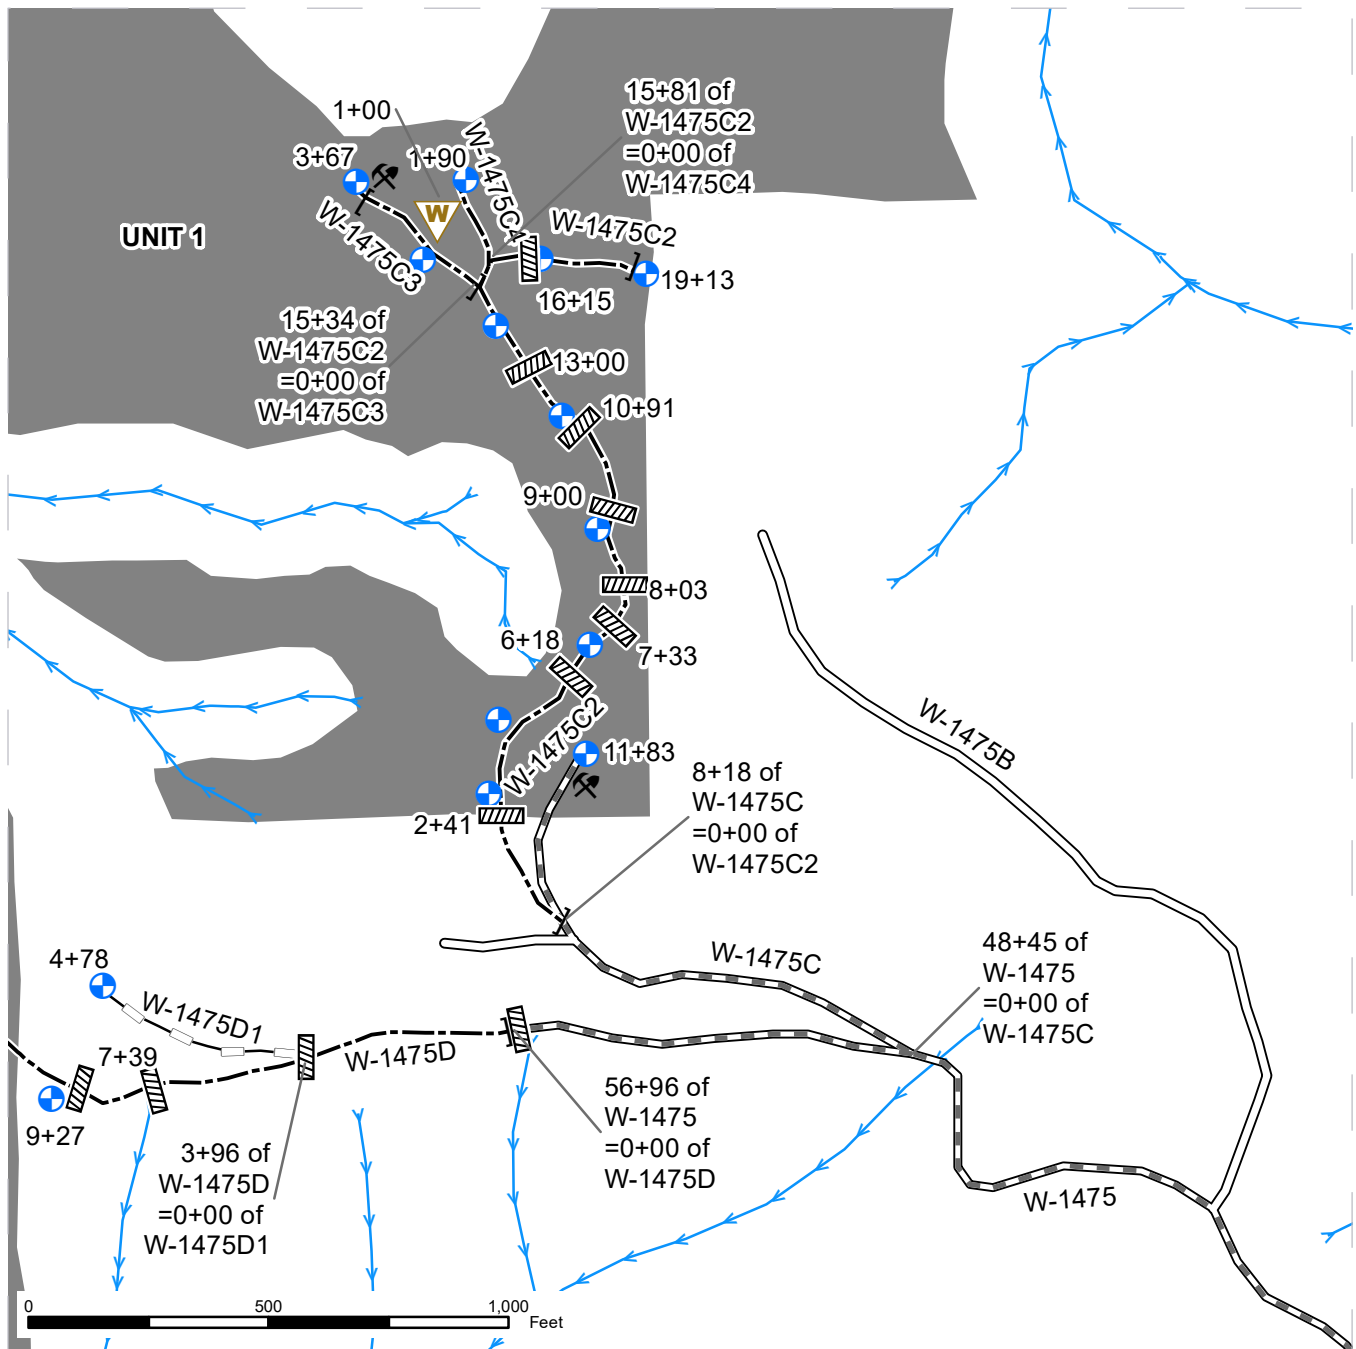 1+00
15+81 of
W-1475C2
=0+00 of
W-1475C4
3+67
1+90
W-1475C4
W
UNIT 1
W-1475C3
W-1475C2
19+13
16+15
15+34 of
W-1475C2
=0+00 of
W-1475C3
13+00
10+91
9+00
8+03
6+18
7+33
W-1475C2
11+83
W-1475B
8+18 of
W-1475C
=0+00 of
W-1475C2
2+41
W-1475C
48+45 of
W-1475
=0+00 of
W-1475C
4+78
W-1475D1
7+39
W-1475D
56+96 of
W-1475
=0+00 of
W-1475D
9+27
3+96 of
W-1475D
=0+00 of
W-1475D1
W-1475
0 500 1,000
Feet